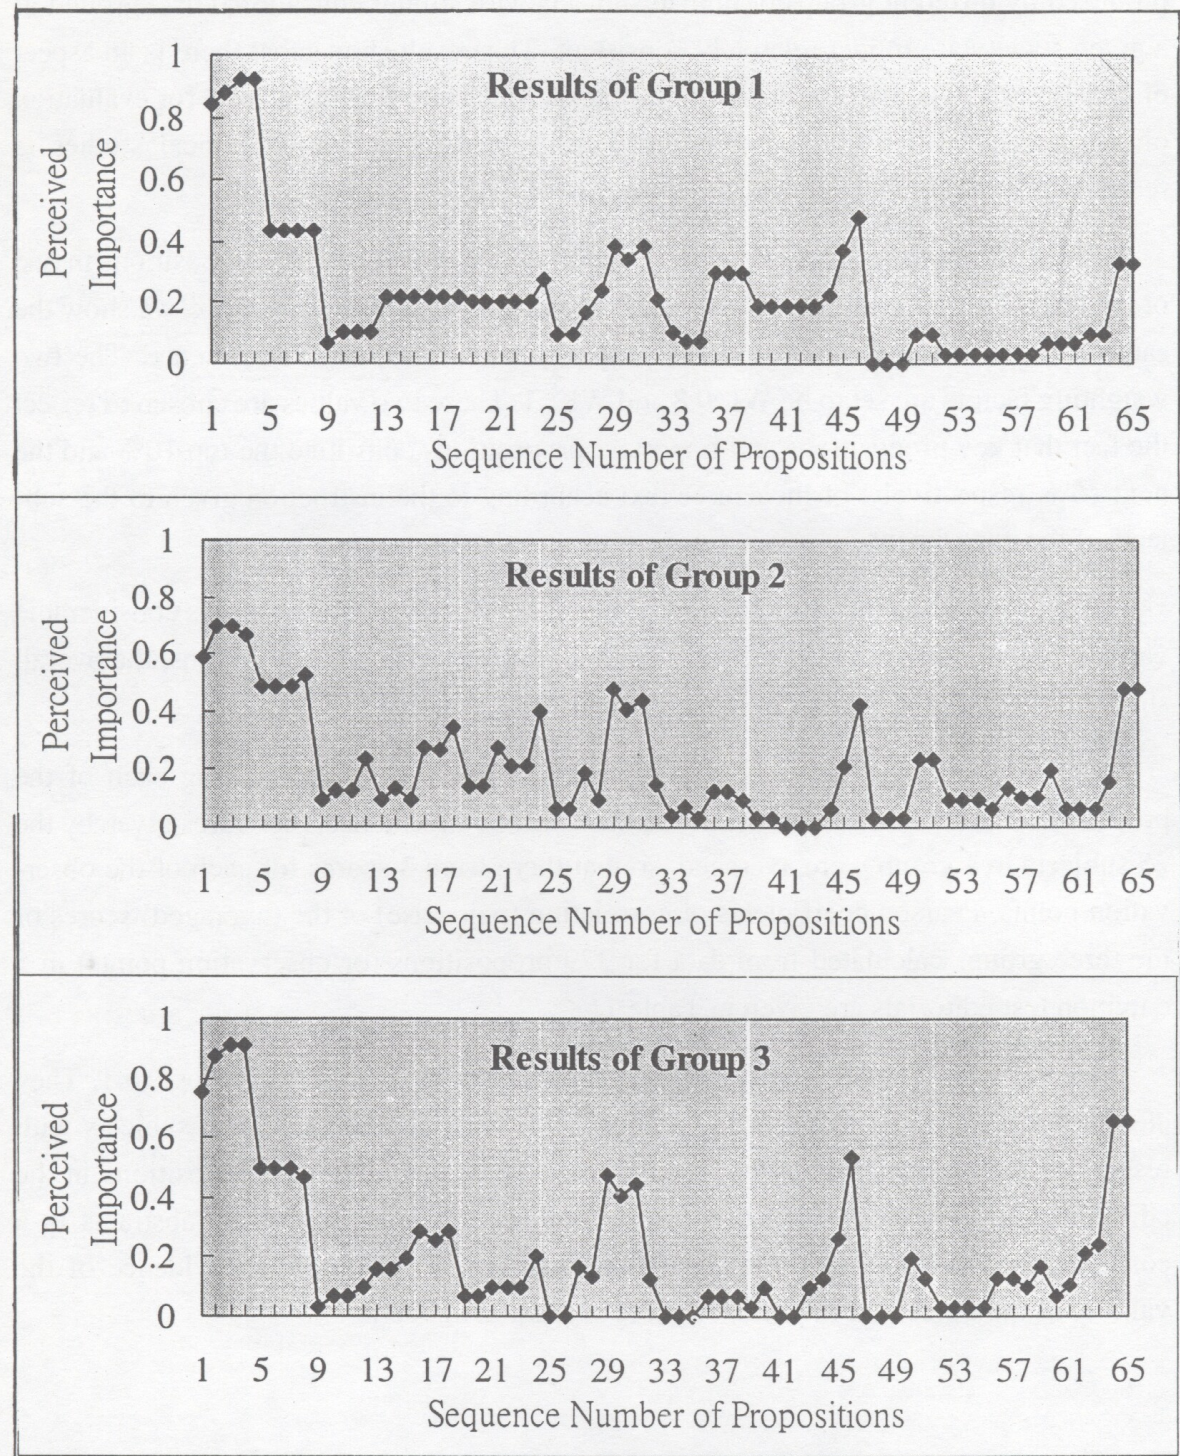 Results of Group 1
Perceived
Importance
1
0.8
0.6
0.4
0.2
0
1 5 9 13 17 21 25 29 33 37 41 45 49 53 57 61 65
Sequence Number of Propositions
Results of Group 2
Perceived
Importance
1
0.8
0.6
0.4
0.2
0
1 5 9 13 17 21 25 29 33 37 41 45 49 53 57 61 65
Sequence Number of Propositions
Results of Group 3
Perceived
Importance
1
0.8
0.6
0.4
0.2
0
1 5 9 13 17 21 25 29 33 37 41 45 49 53 57 61 65
Sequence Number of Propositions